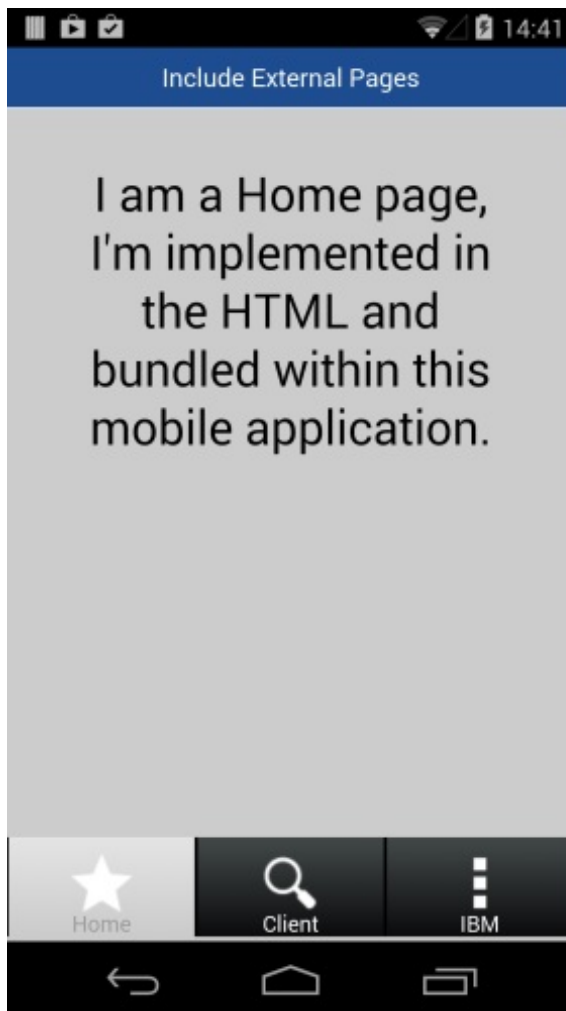 14:41
Include External Pages
I am a Home page,
I'm implemented in
the HTML and
bundled within this
mobile application.
Home
Client
IBM